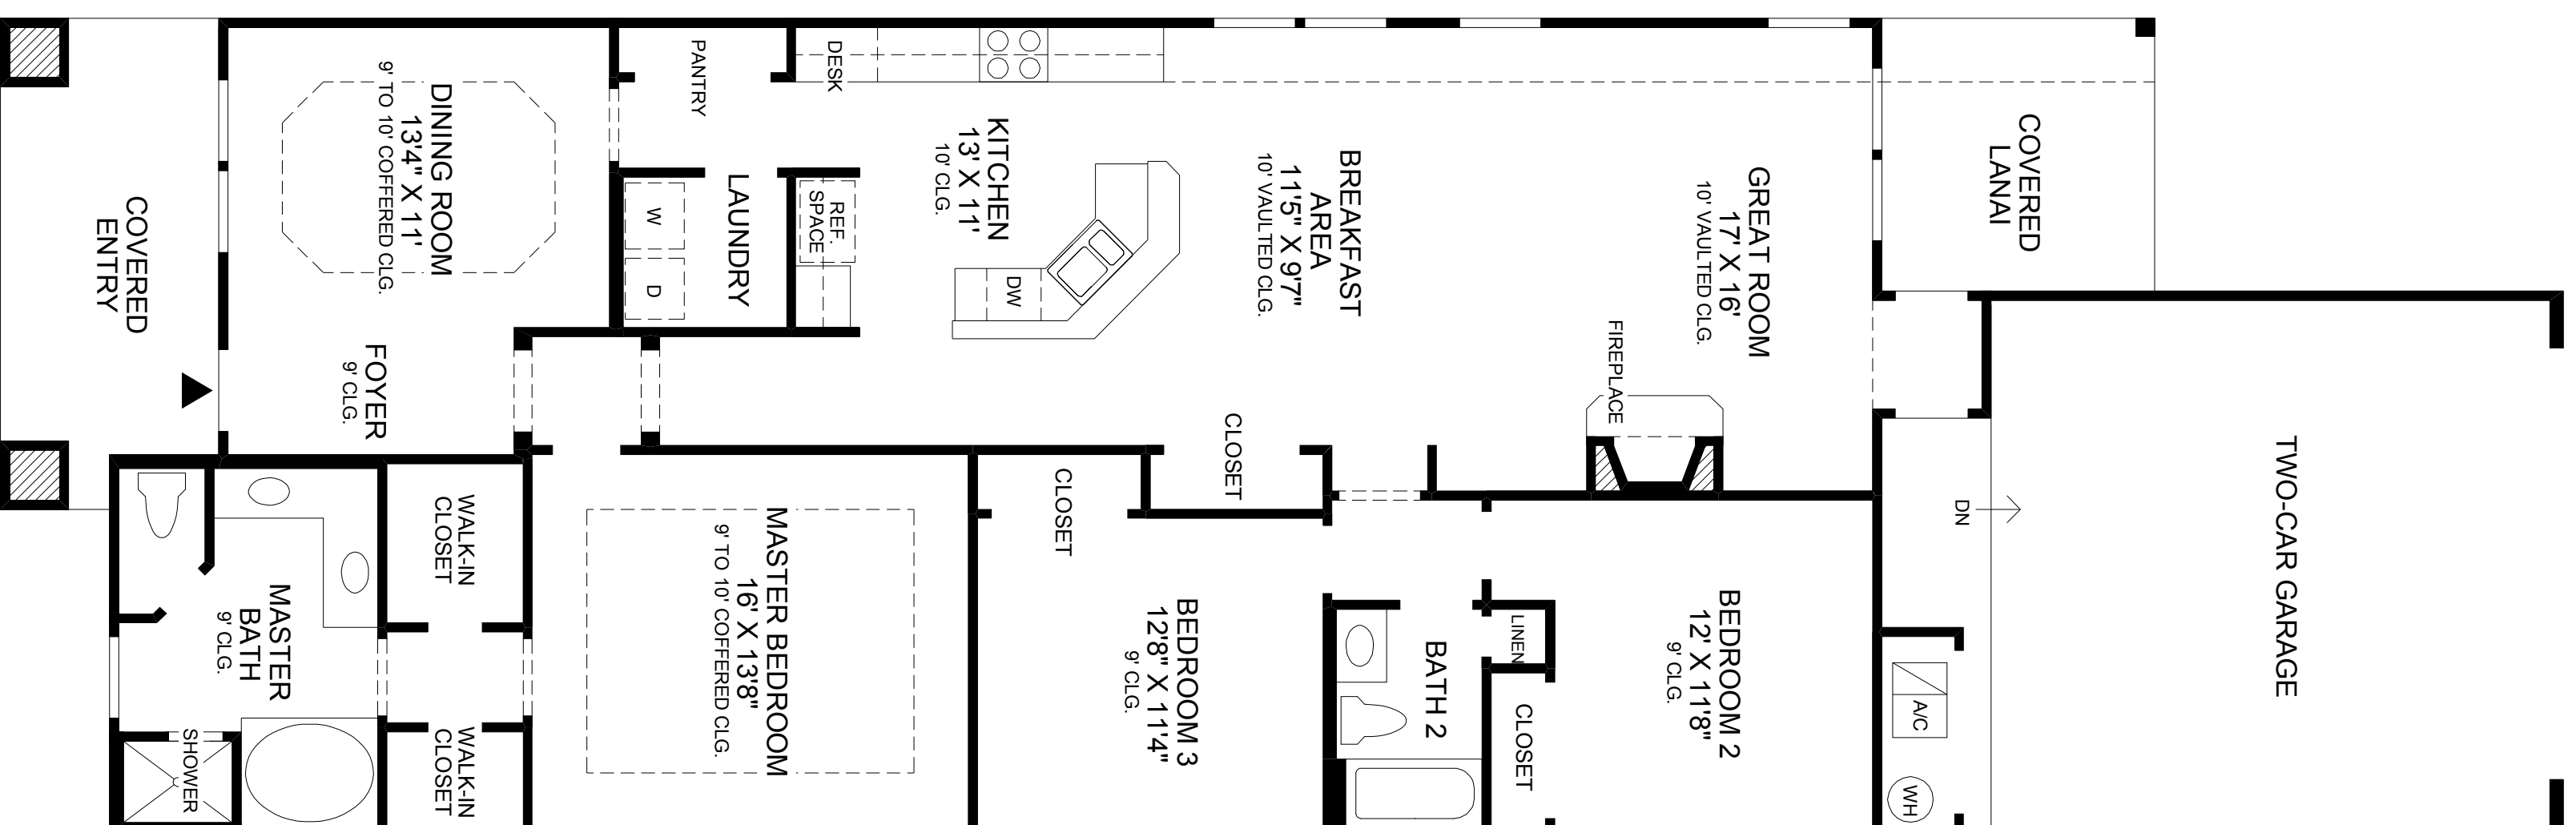 COVERED
ENTRY
DINING ROOM
13'4" X 11'
9' TO 10' COFFERED CLG.
FOYER
9' CLG.
PANTRY
LAUNDRY
W
D
DESK
REF.
SPACE
KITCHEN
13' X 11'
10' CLG.
DW
BREAKFAST
AREA
11'5" X 9'7"
10' VAULTED CLG.
GREAT ROOM
17' X 16'
10' VAULTED CLG.
FIREPLACE
COVERED
LANAI
TWO-CAR GARAGE
DN
A/C
WH
MASTER
BATH
9' CLG.
SHOWER
WALK-IN
CLOSET
WALK-IN
CLOSET
MASTER BEDROOM
16' X 13'8"
9' TO 10' COFFERED CLG.
CLOSET
CLOSET
BEDROOM 3
12'8" X 11'4"
9' CLG.
BATH 2
LINEN
CLOSET
BEDROOM 2
12' X 11'8"
9' CLG.